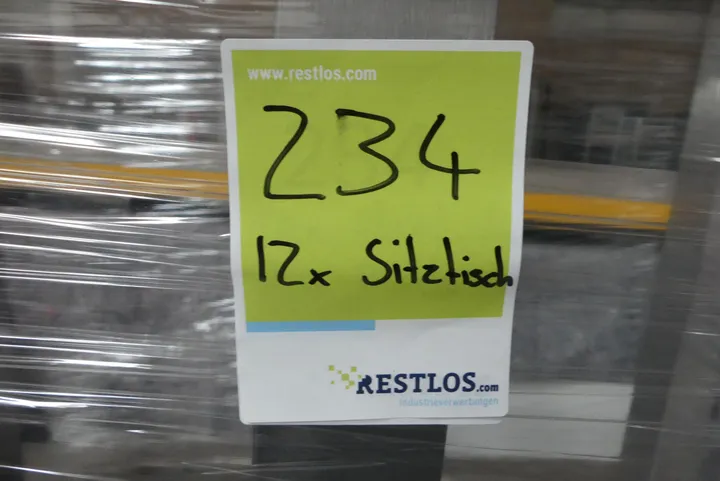 www.restlos.com
234
12x Sitztisch
RESTLOS.com
Industrieverwertungen